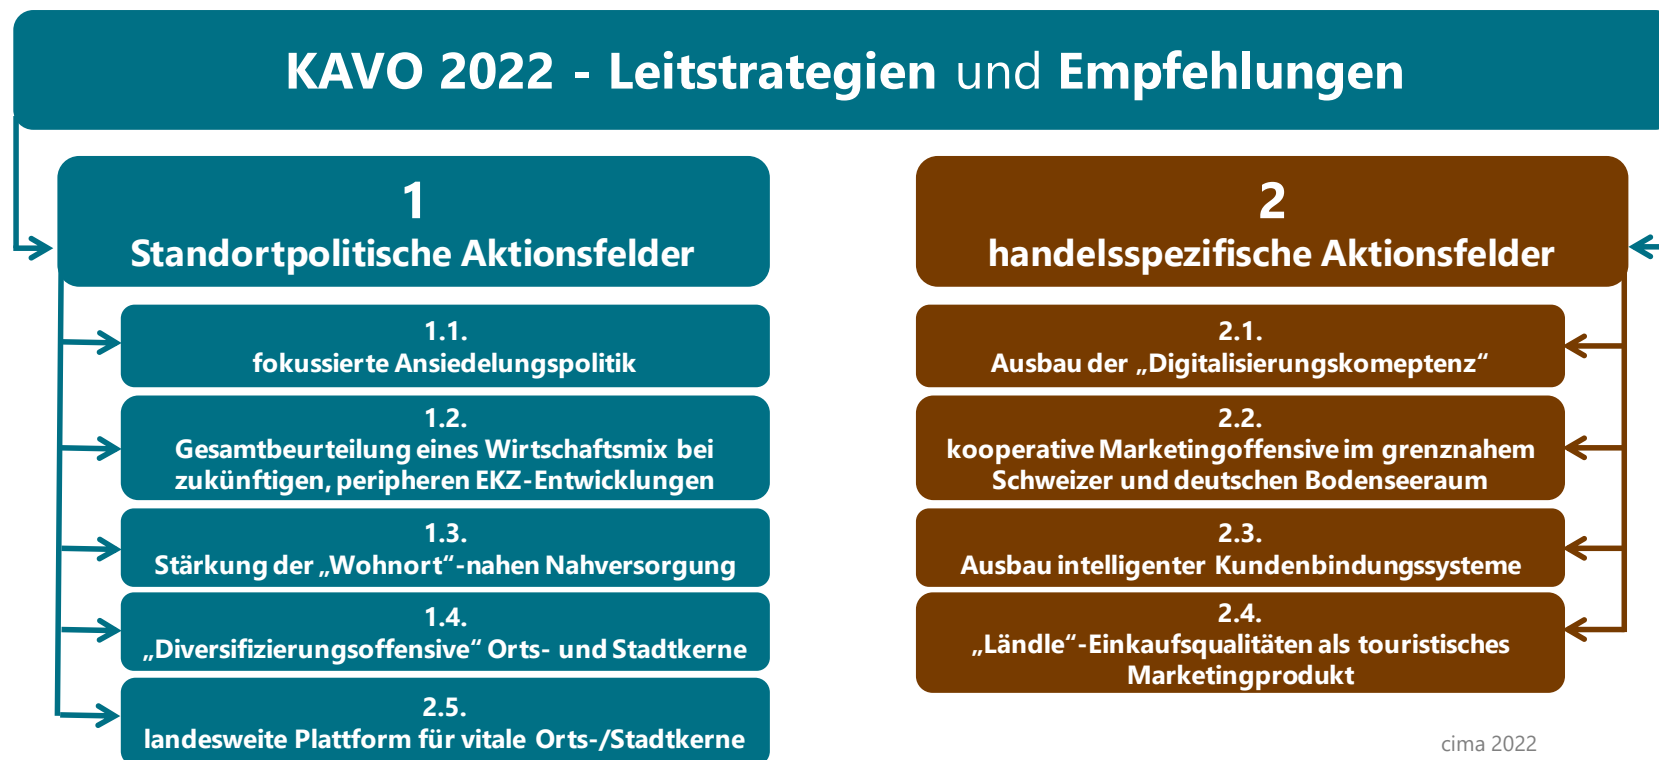 KAVO 2022 - Leitstrategien und Empfehlungen
1
Standortpolitische Aktionsfelder
1.1.
fokussierte Ansiedelungspolitik
1.2.
Gesamtbeurteilung eines Wirtschaftsmix bei
zukünftigen, peripheren EKZ-Entwicklungen
1.3.
Stärkung der „Wohnort“-nahen Nahversorgung
1.4.
„Diversifizierungsoffensive“ Orts- und Stadtkerne
2.5.
landesweite Plattform für vitale Orts-/Stadtkerne
2
handelsspezifische Aktionsfelder
2.1.
Ausbau der „Digitalisierungskomeptenz“
2.2.
kooperative Marketingoffensive im grenznahem
Schweizer und deutschen Bodenseeraum
2.3.
Ausbau intelligenter Kundenbindungssysteme
2.4.
„Ländle“-Einkaufsqualitäten als touristisches
Marketingprodukt
cima 2022